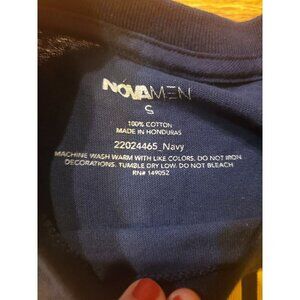 NOVAMEN
S
100% COTTON
MADE IN HONDURAS
22024465_Navy
MACHINE WASH WARM WITH LIKE COLORS. DO NOT IRON
DECORATIONS. TUMBLE DRY LOW. DO NOT BLEACH
RN# 149052